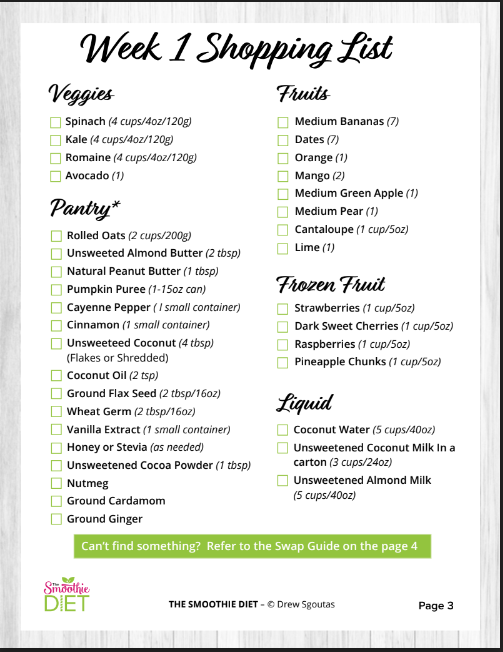 Week 1 Shopping List
Veggies
Spinach (4 cups/4oz/120g)
Kale (4 cups/4oz/120g)
Romaine (4 cups/4oz/120g)
Avocado (1)
Pantry*
Rolled Oats (2 cups/200g)
Unsweeted Almond Butter (2 tbsp)
Natural Peanut Butter (1 tbsp)
Pumpkin Puree (1-15oz can)
Cayenne Pepper ( l small container)
Cinnamon (1 small container)
Unsweeteed Coconut (4 tbsp)
(Flakes or Shredded)
Coconut Oil (2 tsp)
Ground Flax Seed (2 tbsp/16oz)
Wheat Germ (2 tbsp/16oz)
Vanilla Extract (1 small container)
Honey or Stevia (as needed)
Unsweetened Cocoa Powder (1 tbsp)
Nutmeg
Ground Cardamom
Ground Ginger
Fruits
Medium Bananas (7)
Dates (7)
Orange (1)
Mango (2)
Medium Green Apple (1)
Medium Pear (1)
Cantaloupe (1 cup/5oz)
Lime (1)
Frozen Fruit
Strawberries (1 cup/5oz)
Dark Sweet Cherries (1 cup/5oz)
Raspberries (1 cup/5oz)
Pineapple Chunks (1 cup/5oz)
Liquid
Coconut Water (5 cups/40oz)
Unsweetened Coconut Milk In a
carton (3 cups/24oz)
Unsweetened Almond Milk
(5 cups/40oz)
Can't find something? Refer to the Swap Guide on the page 4
The
Smoothie
DIET
THE SMOOTHIE DIET – © Drew Sgoutas
Page 3